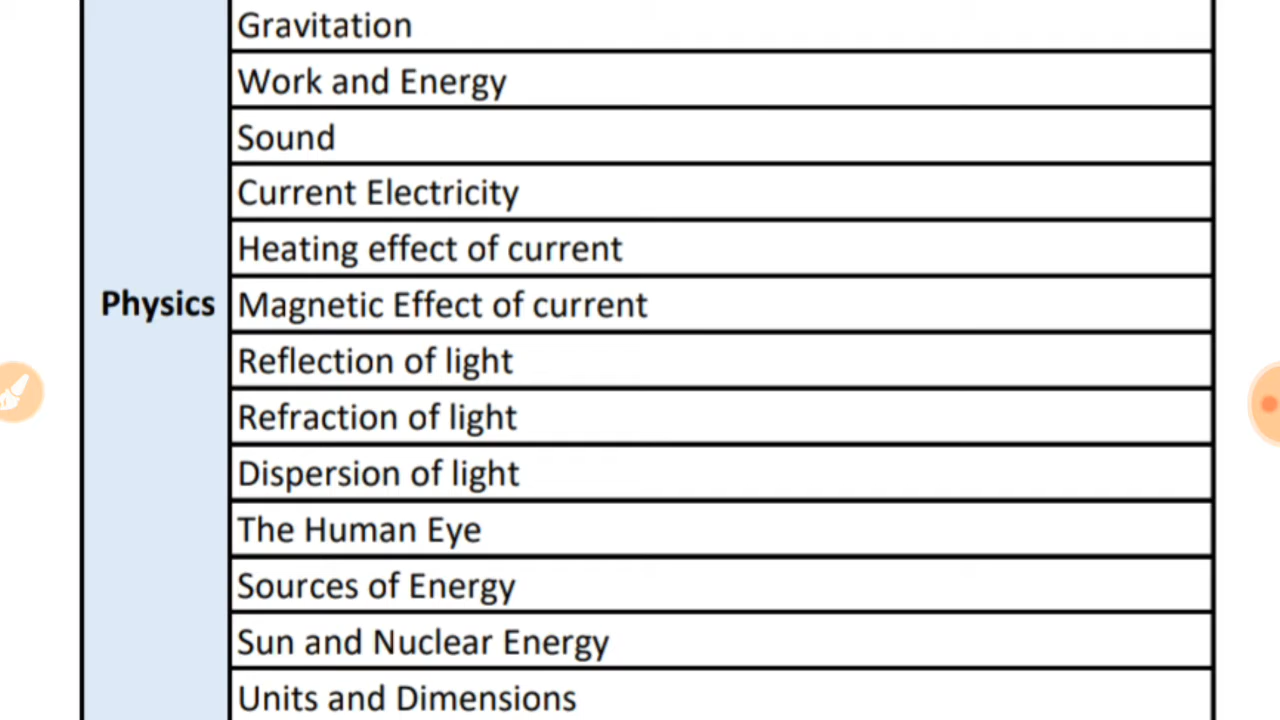 Gravitation
Work and Energy
Sound
Current Electricity
Heating effect of current
Physics
Magnetic Effect of current
Reflection of light
Refraction of light
Dispersion of light
The Human Eye
Sources of Energy
Sun and Nuclear Energy
Units and Dimensions